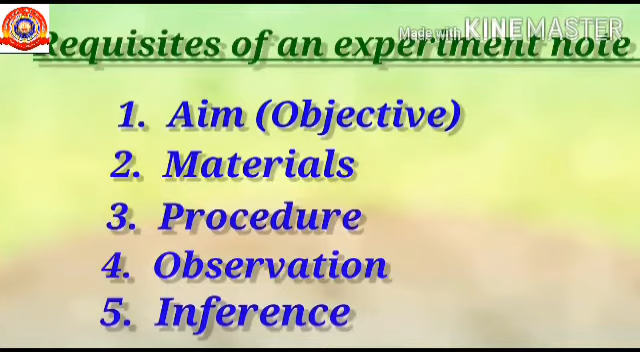 Made with KINEMASTER
Requisites of an experiment note
1. Aim (Objective)
2. Materials
3. Procedure
4. Observation
5. Inference